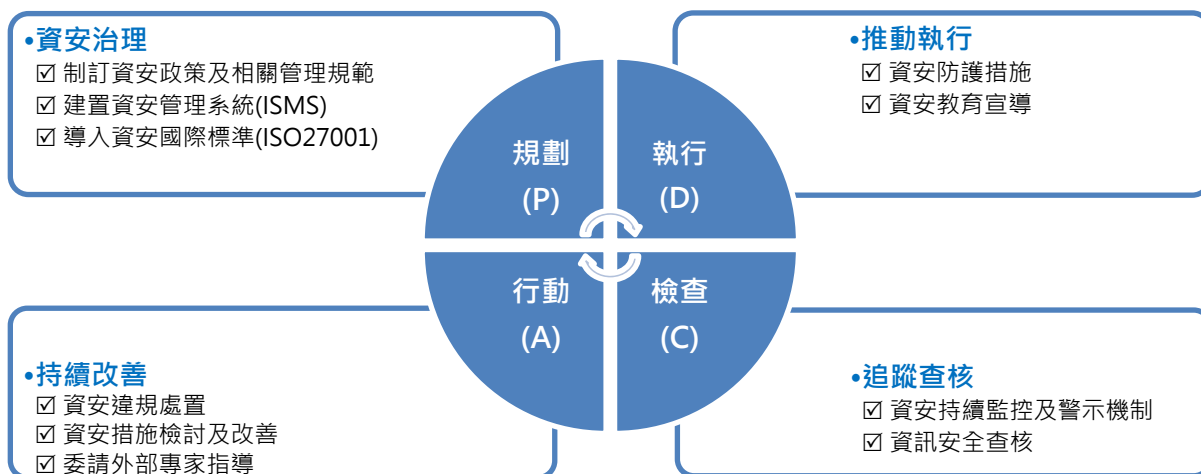 •資安治理
☑ 制訂資安政策及相關管理規範
☑ 建置資安管理系統(ISMS)
☑ 導入資安國際標準(ISO27001)
•推動執行
☑ 資安防護措施
☑ 資安教育宣導
規劃
(P)
執行
(D)
行動
(A)
檢查
(C)
•持續改善
☑ 資安違規處置
☑ 資安措施檢討及改善
☑ 委請外部專家指導
•追蹤查核
☑ 資安持續監控及警示機制
☑ 資訊安全查核